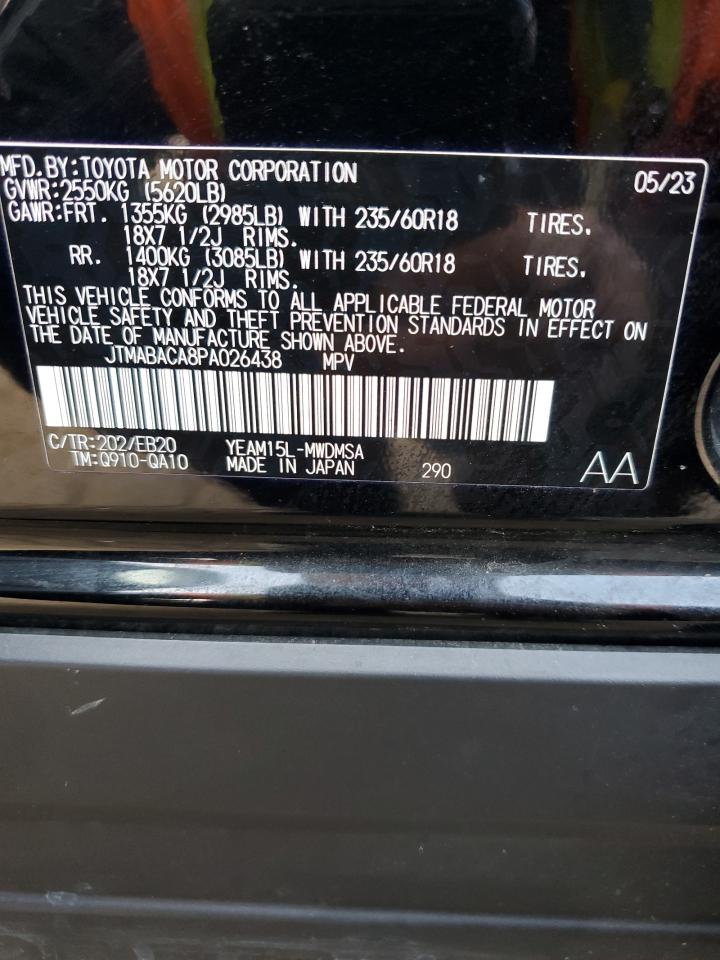 MFD.BY:TOYOTA MOTOR CORPORATION 05/23
GVWR:2550KG (5620LB)
GAWR:FRT. 1355KG (2985LB) WITH 235/60R18 TIRES.
18X7 1/2J RIMS.
RR. 1400KG (3085LB) WITH 235/60R18 TIRES.
18X7 1/2J RIMS.
THIS VEHICLE CONFORMS TO ALL APPLICABLE FEDERAL MOTOR
VEHICLE SAFETY AND THEFT PREVENTION STANDARDS IN EFFECT ON
THE DATE OF MANUFACTURE SHOWN ABOVE.
JTMABACA8PA026438 MPV
C/TR:202/EB20 YEAM15L-MWDMSA
TM:Q910-QA10 MADE IN JAPAN 290 AA